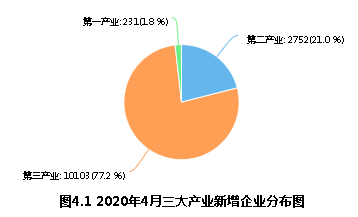 第一产业: 231(1.8 %)
第二产业: 2752(21.0 %)
第三产业: 10103(77.2 %)
图4.1 2020年4月三大产业新增企业分布图